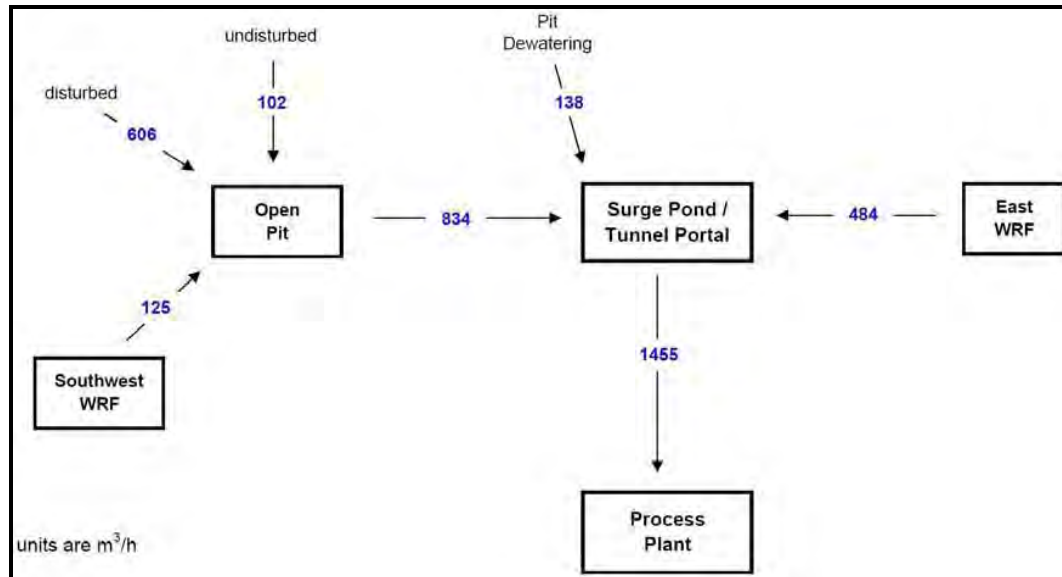 undisturbed
Pit
Dewatering
disturbed
102
138
606
Open
Pit
834
Surge Pond /
Tunnel Portal
484
East
WRF
125
1455
Southwest
WRF
Process
Plant
units are m³/h